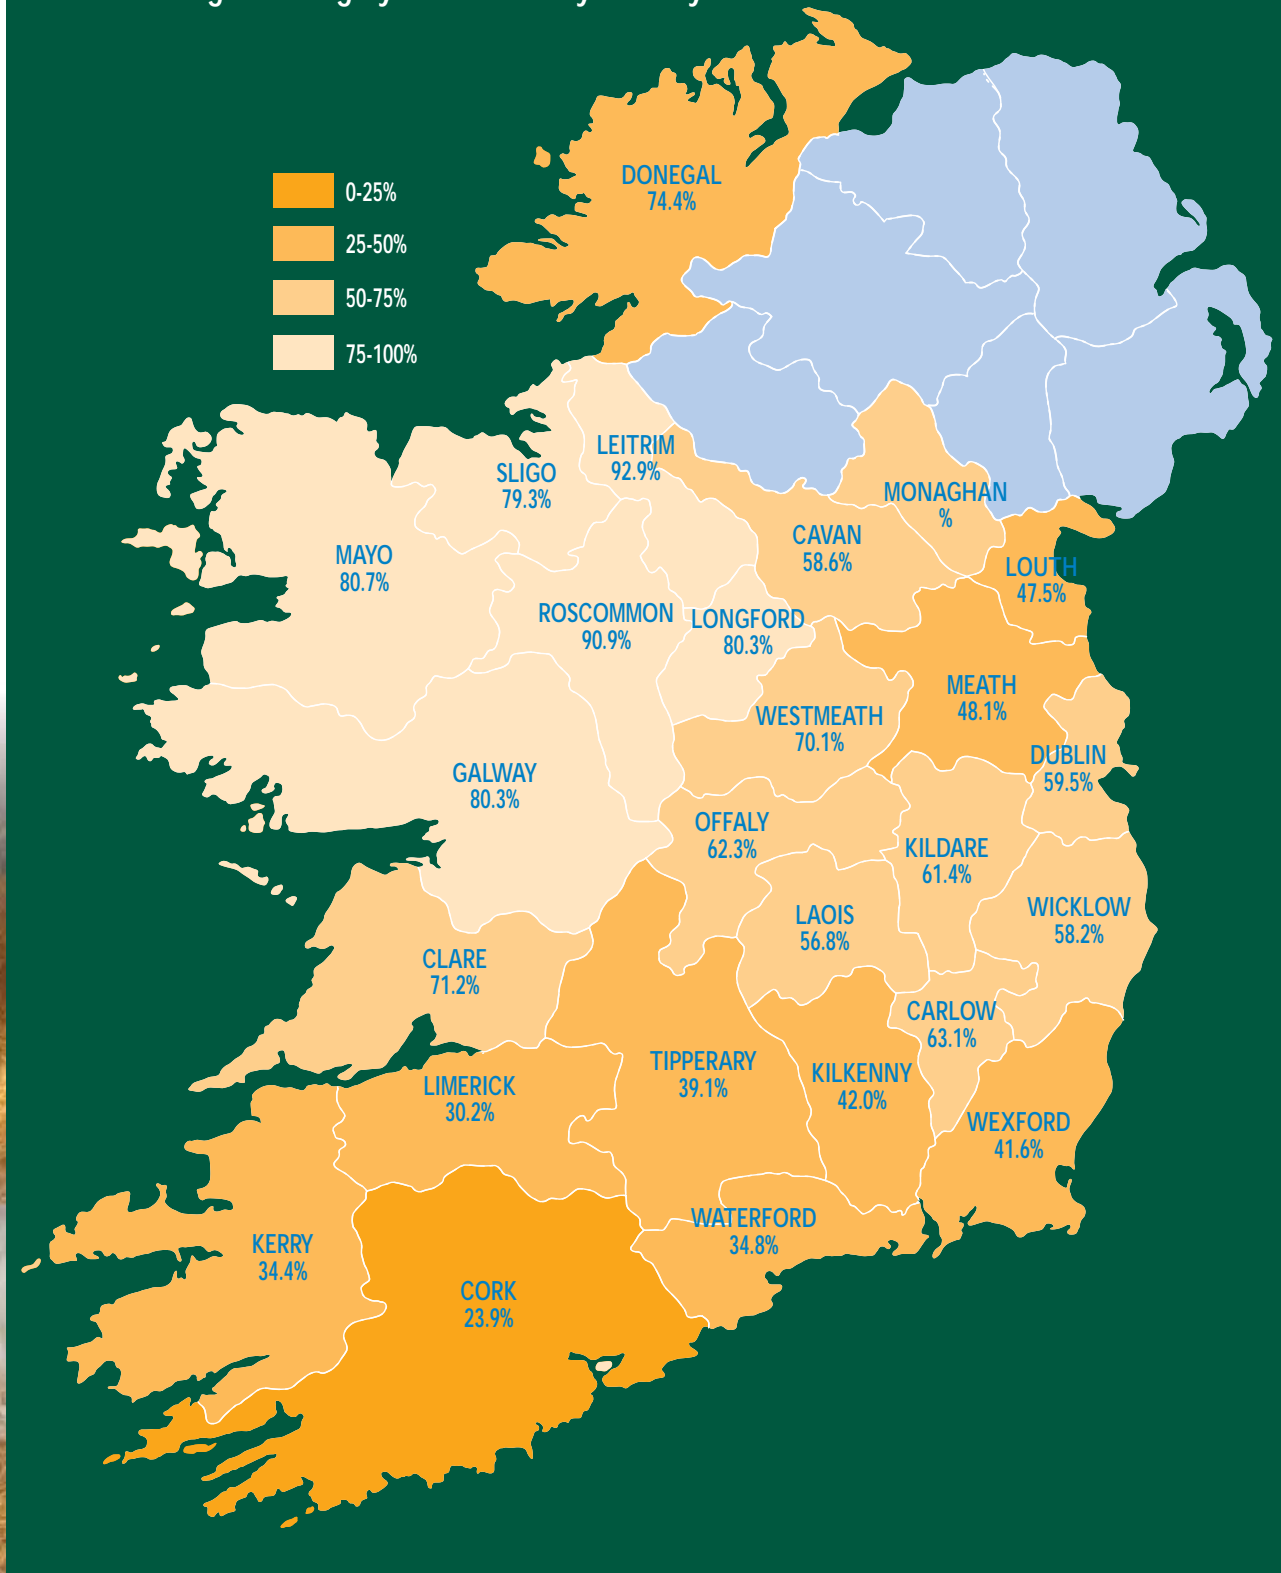 0-25%
25-50%
50-75%
75-100%
DONEGAL
74.4%
LEITRIM
92.9%
SLIGO
79.3%
MONAGHAN
%
CAVAN
58.6%
MAYO
80.7%
LOUTH
47.5%
ROSCOMMON
90.9%
LONGFORD
80.3%
MEATH
48.1%
WESTMEATH
70.1%
DUBLIN
59.5%
GALWAY
80.3%
OFFALY
62.3%
KILDARE
61.4%
LAOIS
56.8%
WICKLOW
58.2%
CLARE
71.2%
CARLOW
63.1%
TIPPERARY
39.1%
KILKENNY
42.0%
LIMERICK
30.2%
WEXFORD
41.6%
WATERFORD
34.8%
KERRY
34.4%
CORK
23.9%